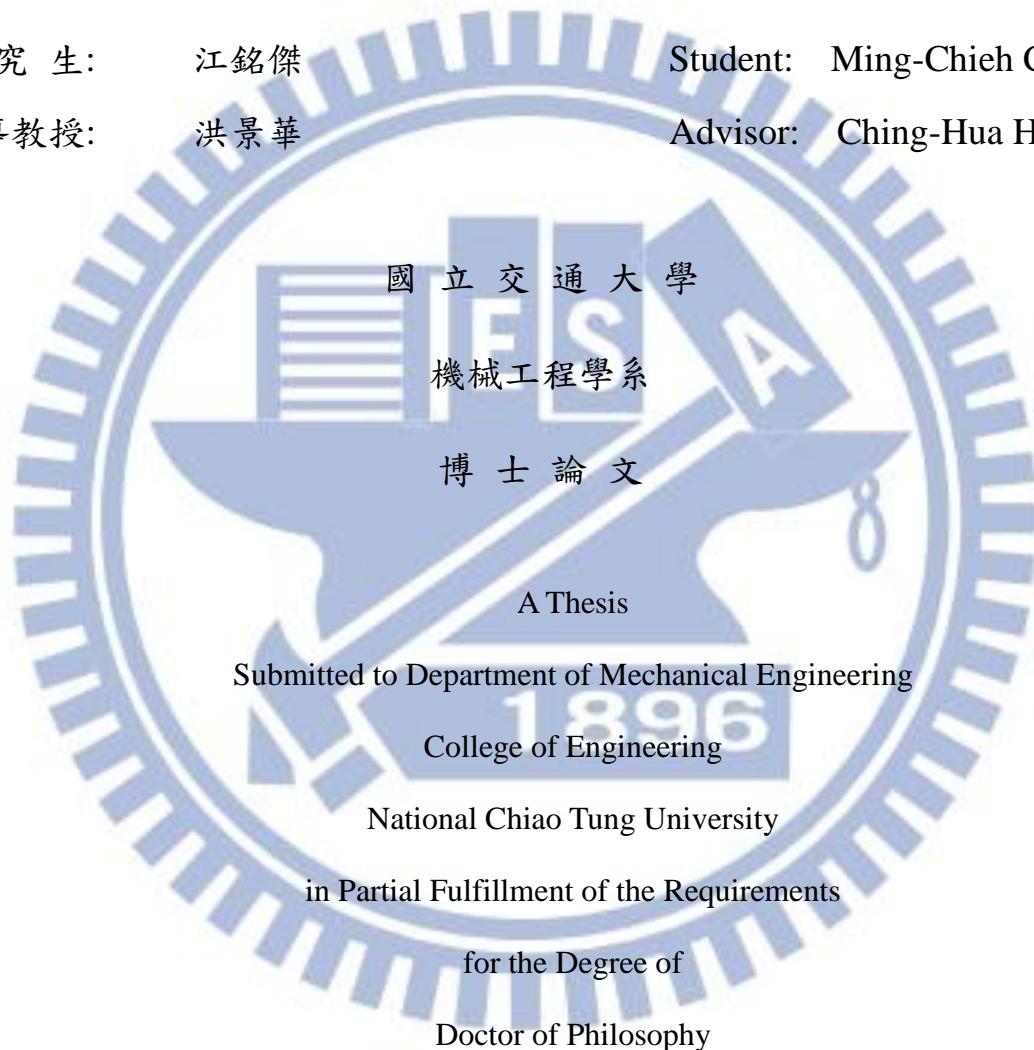 究 生: 江銘傑 Student: Ming-Chieh
教授: 洪景華 Advisor: Ching-Hua
國 立 交 通 大 學
E S A
機械工程學系
博 士 論 文
A Thesis
Submitted to Department of Mechanical Engineering
1896
College of Engineering
National Chiao Tung University
in Partial Fulfillment of the Requirements
for the Degree of
Doctor of Philosophy